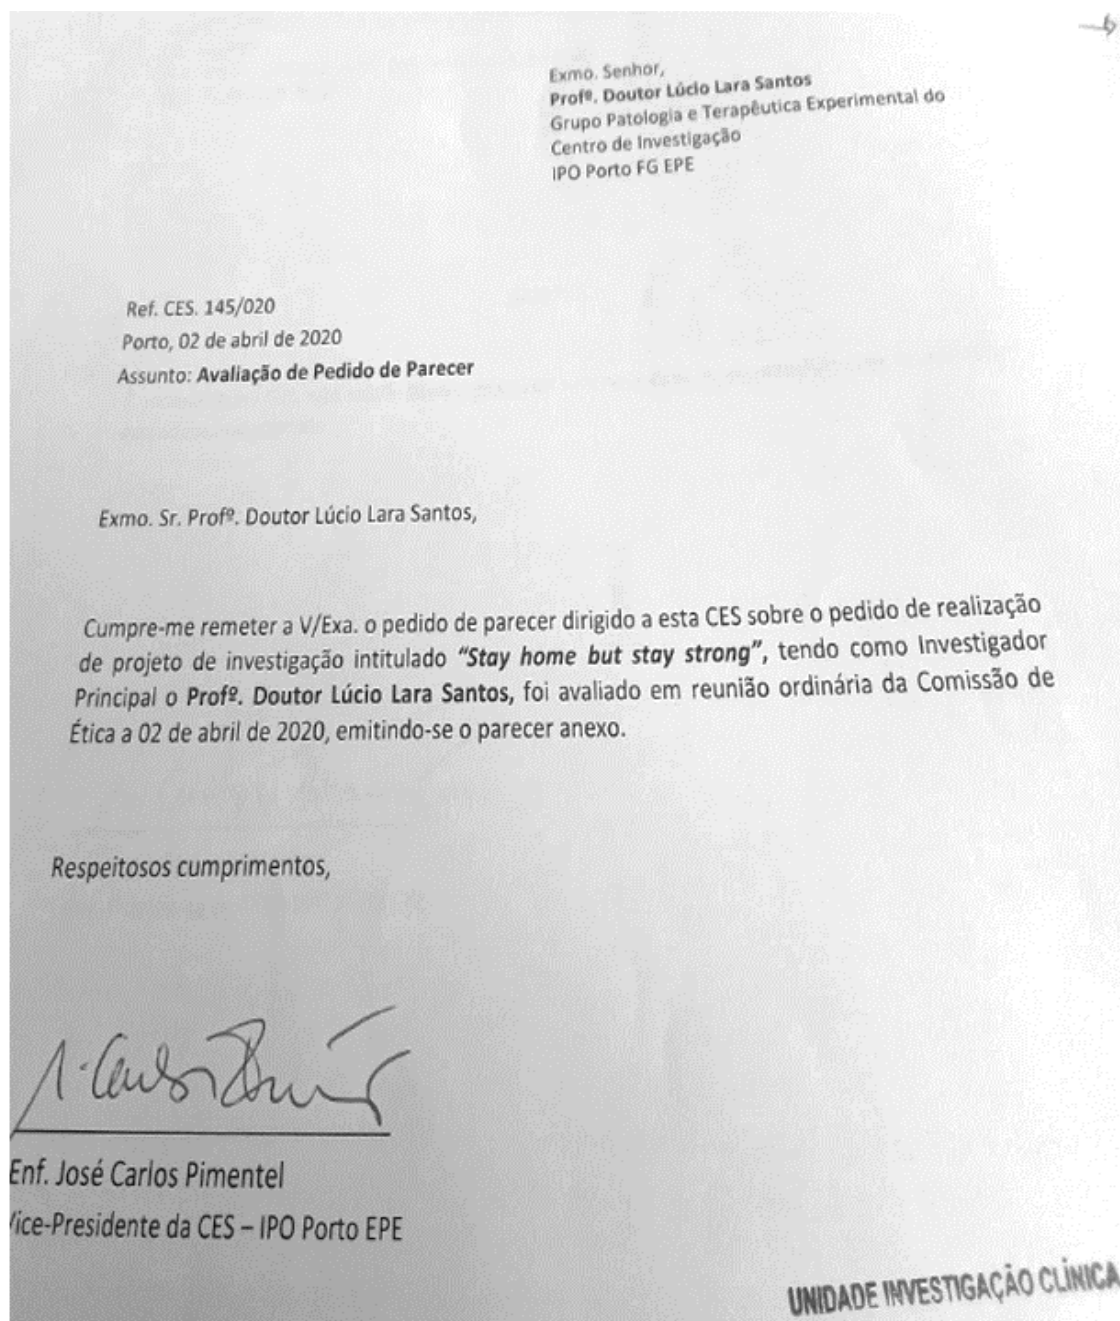 Exmo. Senhor,
Profº. Doutor Lúcio Lara Santos
Grupo Patologia e Terapêutica Experimental do
Centro de Investigação
IPO Porto FG EPE
Ref. CES. 145/020
Porto, 02 de abril de 2020
Assunto: Avaliação de Pedido de Parecer
Exmo. Sr. Profº. Doutor Lúcio Lara Santos,
Cumpre-me remeter a V/Exa. o pedido de parecer dirigido a esta CES sobre o pedido de realização
de projeto de investigação intitulado “Stay home but stay strong”, tendo como Investigador
Principal o Profº. Doutor Lúcio Lara Santos, foi avaliado em reunião ordinária da Comissão de
Ética a 02 de abril de 2020, emitindo-se o parecer anexo.
Respeitosos cumprimentos,
Enf. José Carlos Pimentel
Vice-Presidente da CES – IPO Porto EPE
UNIDADE INVESTIGAÇÃO CLÍNICA